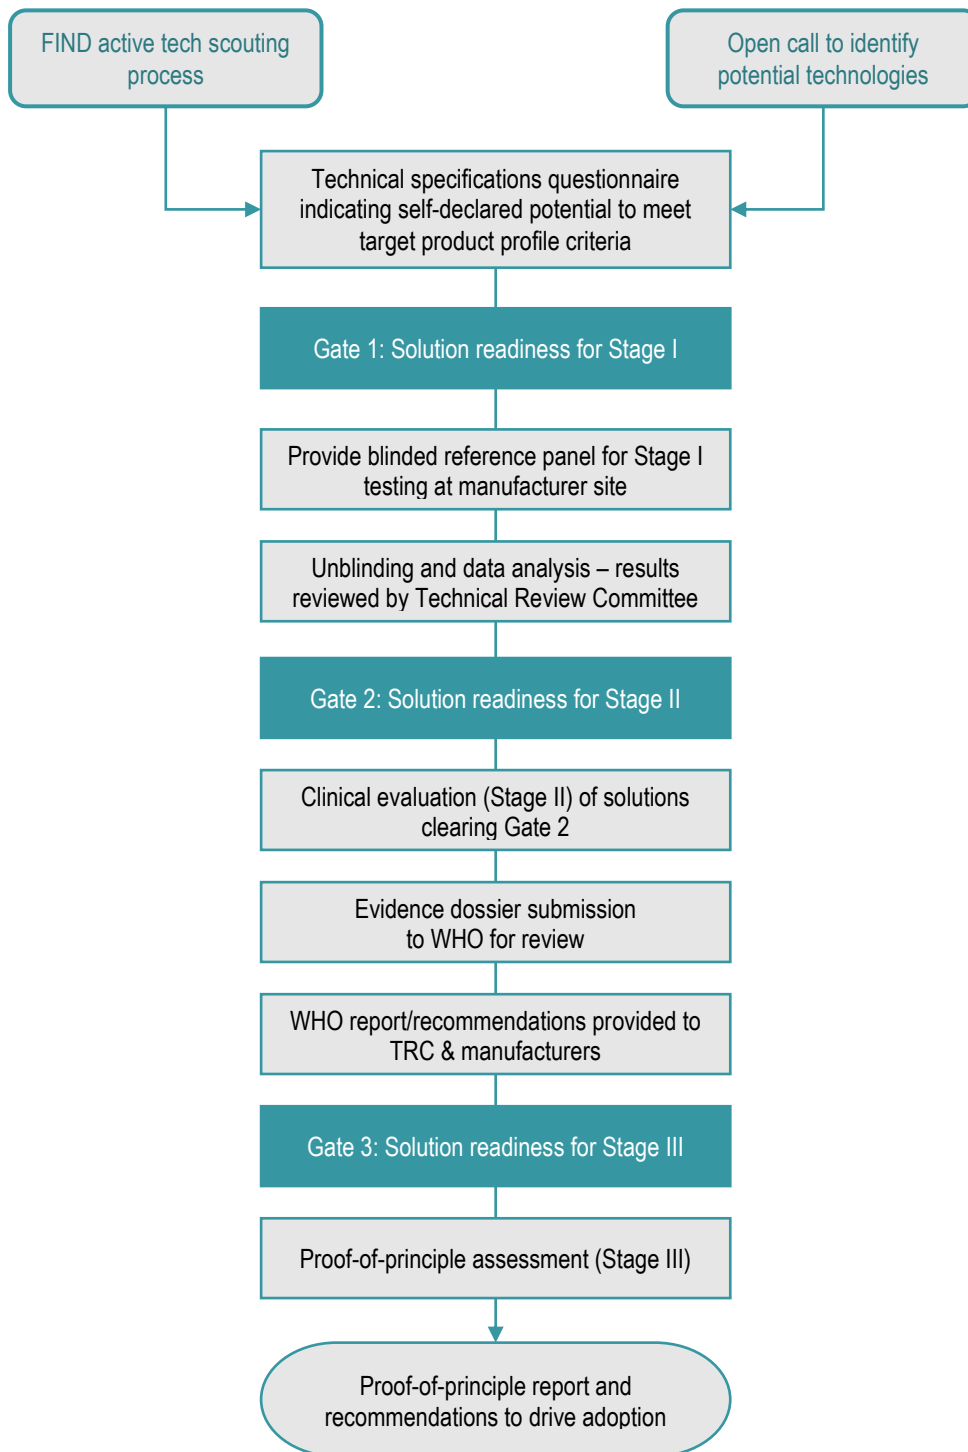 FIND active tech scouting
process
Open call to identify
potential technologies
Technical specifications questionnaire
indicating self-declared potential to meet
target product profile criteria
Gate 1: Solution readiness for Stage I
Provide blinded reference panel for Stage I
testing at manufacturer site
Unblinding and data analysis – results
reviewed by Technical Review Committee
Gate 2: Solution readiness for Stage II
Clinical evaluation (Stage II) of solutions
clearing Gate 2
Evidence dossier submission
to WHO for review
WHO report/recommendations provided to
TRC & manufacturers
Gate 3: Solution readiness for Stage III
Proof-of-principle assessment (Stage III)
Proof-of-principle report and
recommendations to drive adoption